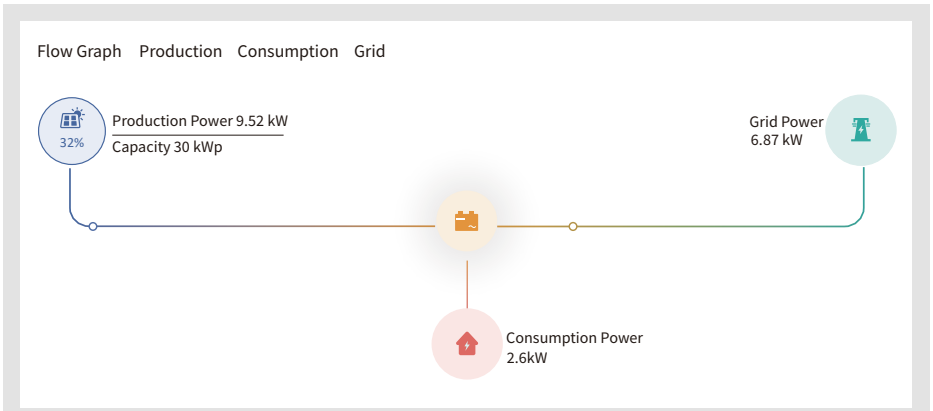 Flow Graph Production Consumption Grid
32%
Production Power 9.52 kW
Capacity 30 kWp
Grid Power
6.87 kW
Consumption Power
2.6kW